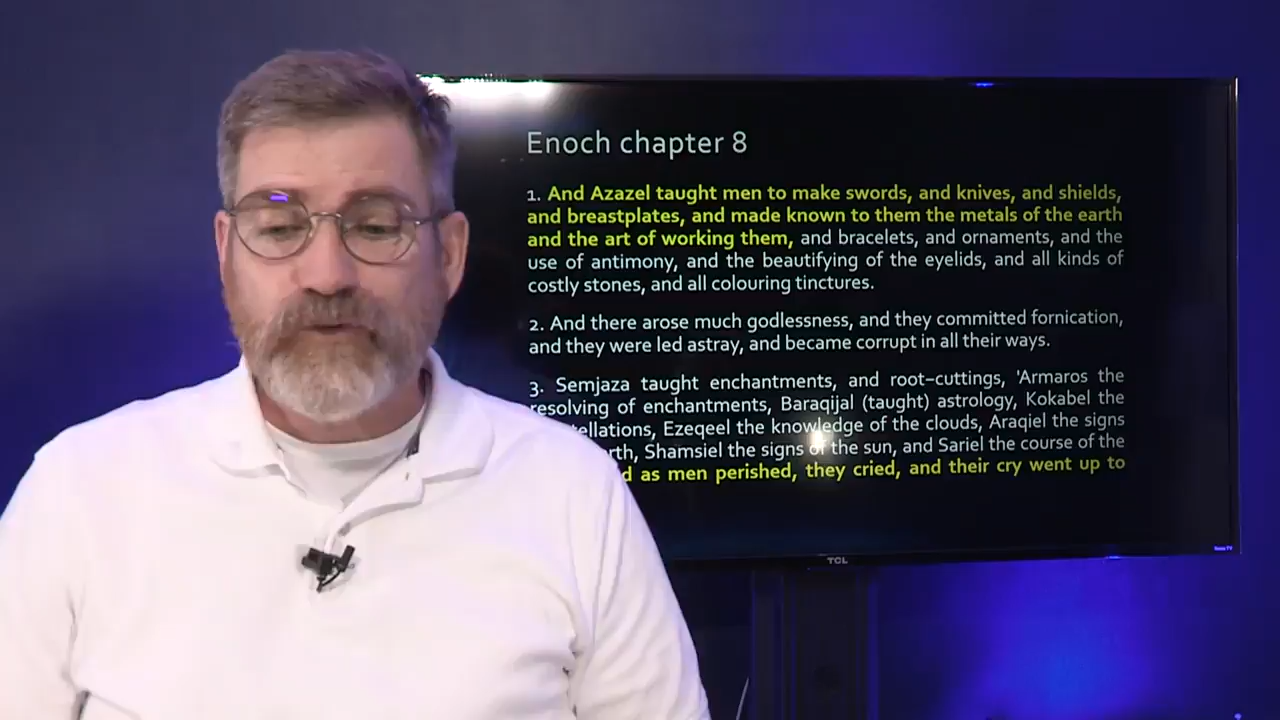 Enoch chapter 8
1. And Azazel taught men to make swords, and knives, and shields,
and breastplates, and made known to them the metals of the earth
and the art of working them, and bracelets, and ornaments, and the
use of antimony, and the beautifying of the eyelids, and all kinds of
costly stones, and all colouring tinctures.
2. And there arose much godlessness, and they committed fornication,
and they were led astray, and became corrupt in all their ways.
3. Semjaza taught enchantments, and root-cuttings, 'Armaros the
resolving of enchantments, Baraqijal (taught) astrology, Kokabel the
tellations, Ezeqeel the knowledge of the clouds, Araqiel the signs
rth, Shamsiel the signs of the sun, and Sariel the course of the
d as men perished, they cried, and their cry went up to
TCL
Roku TV